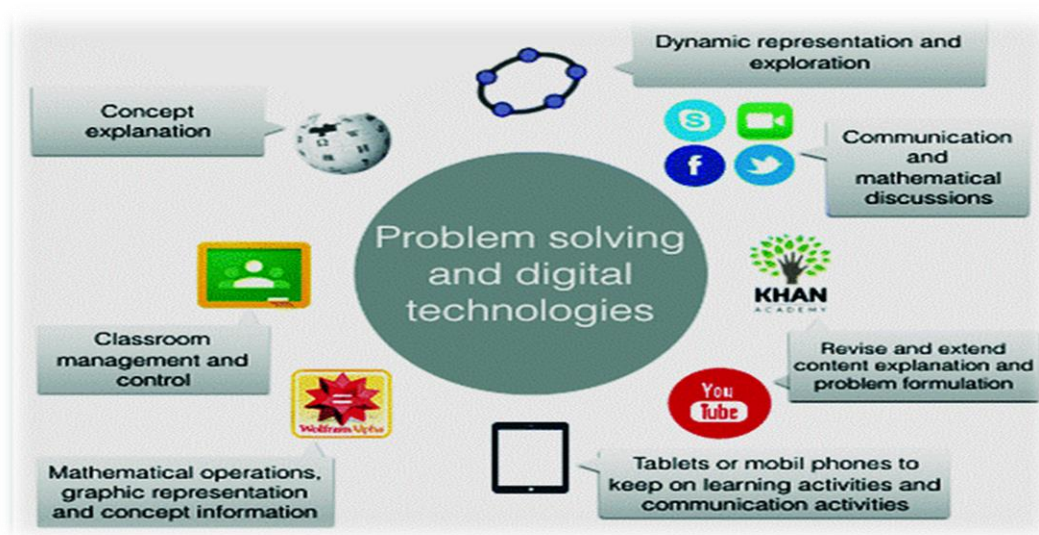 Dynamic representation and
exploration
Concept
explanation
Communication
and
mathematical
discussions
Problem solving
and digital
technologies
KHAN
ACADEMY
Classroom
management and
control
Revise and extend
content explanation and
problem formulation
You
Tube
WolframAlpha
Mathematical operations,
graphic representation
and concept information
Tablets or mobil phones to
keep on learning activities and
communication activities